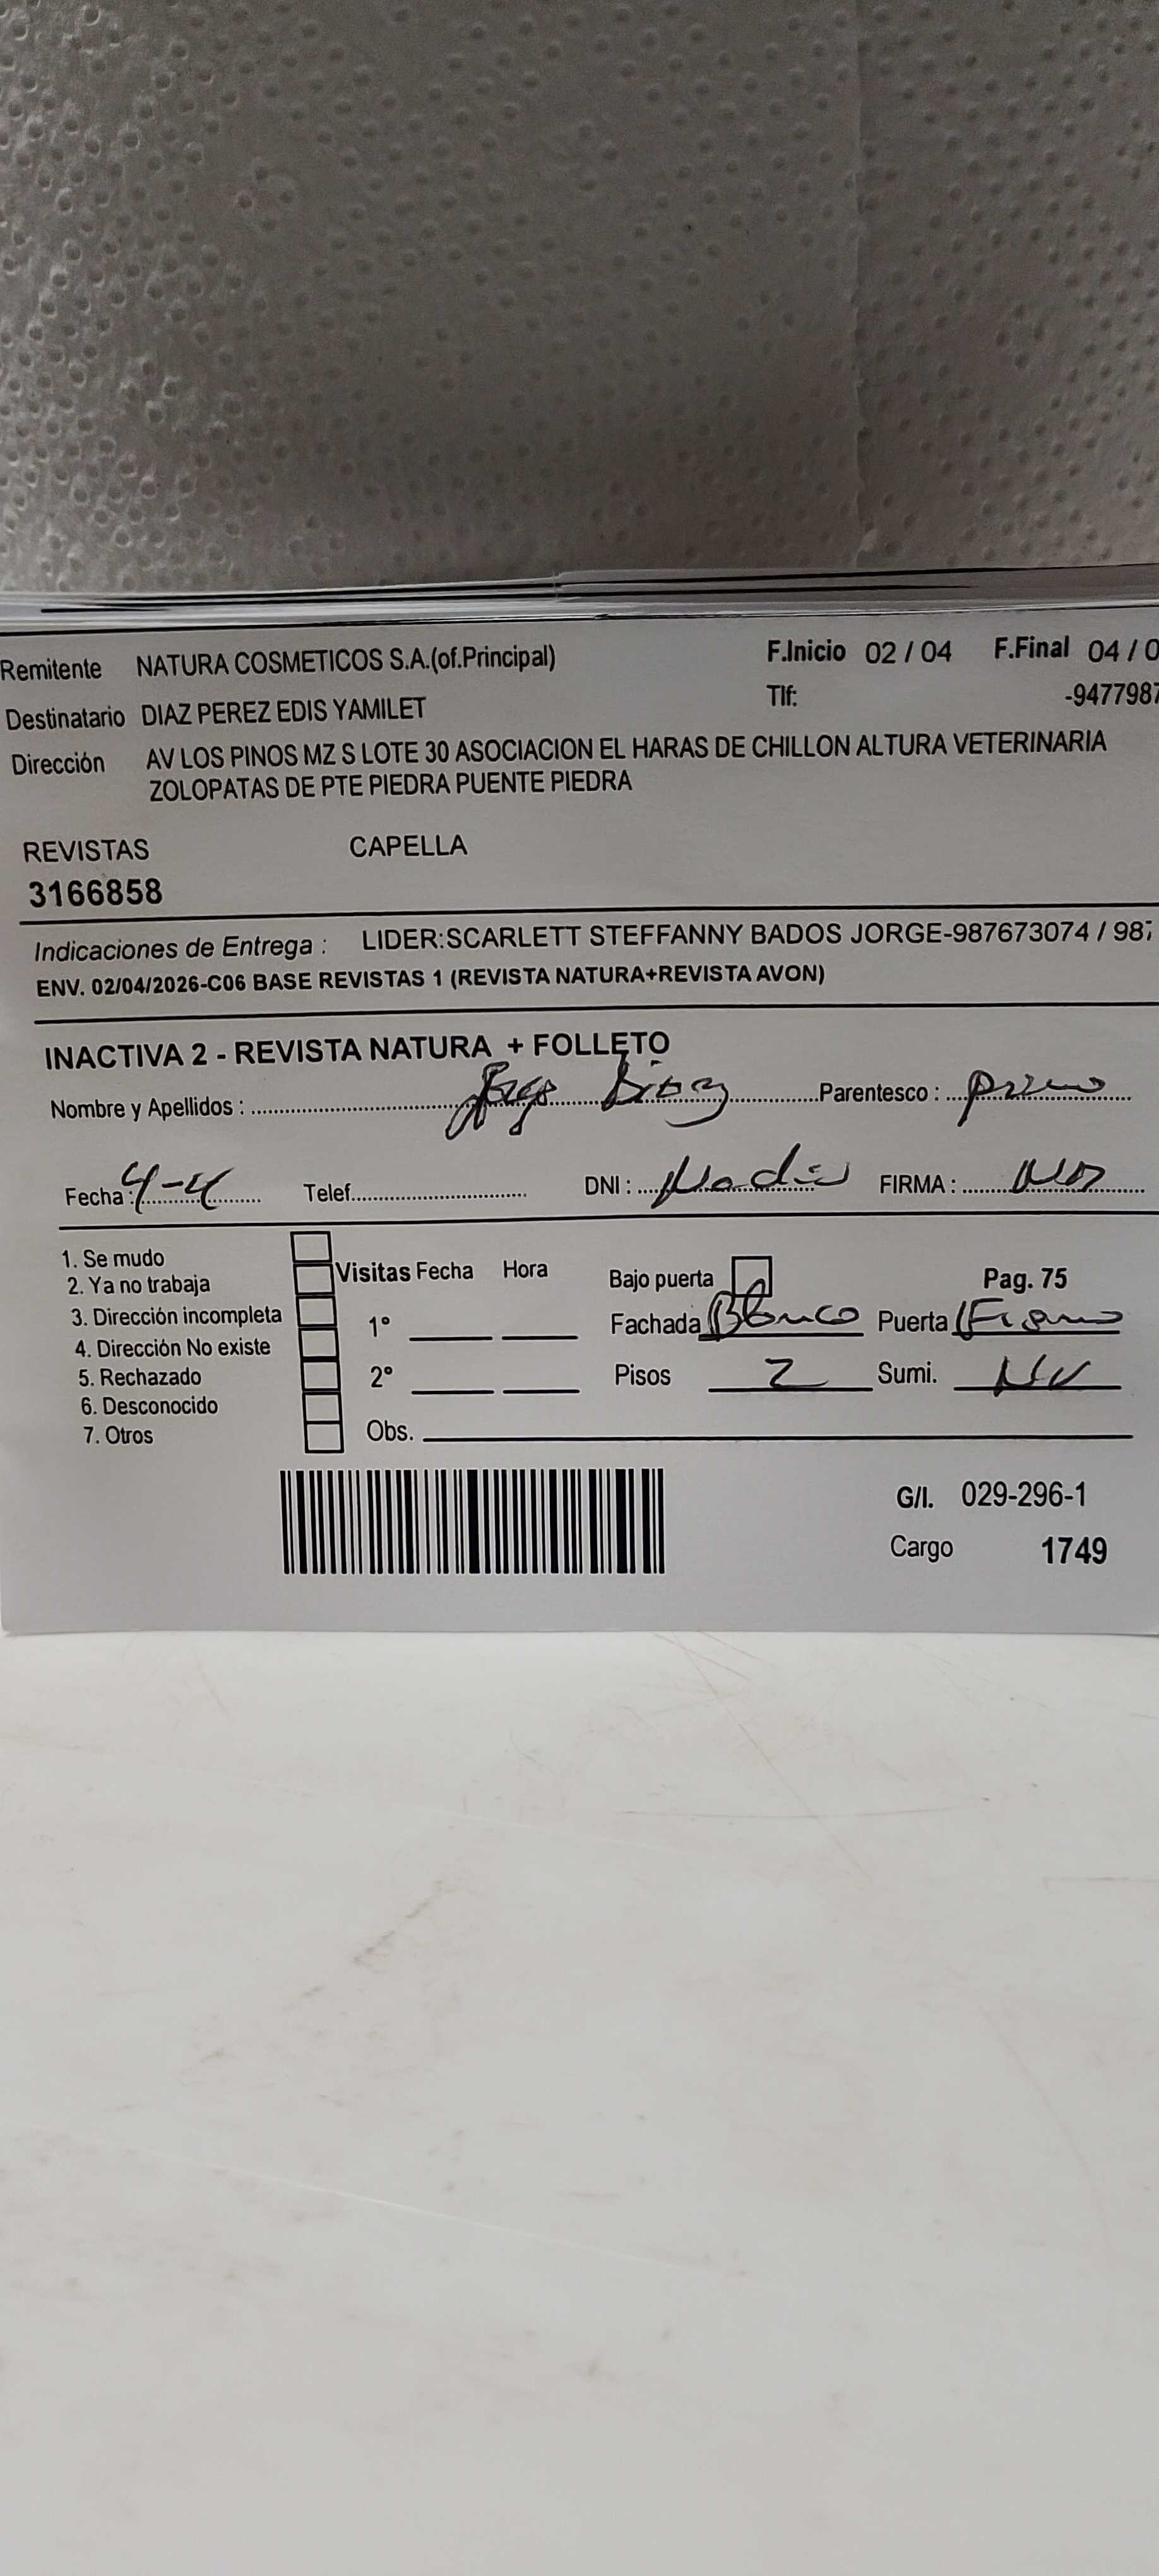 Remitente NATURA COSMETICOS S.A.(of.Principal) F.Inicio 02 / 04 F.Final 04 / 0
Destinatario DIAZ PEREZ EDIS YAMILET Tlf: -9477987
Dirección AV LOS PINOS MZ S LOTE 30 ASOCIACION EL HARAS DE CHILLON ALTURA VETERINARIA
ZOLOPATAS DE PTE PIEDRA PUENTE PIEDRA
REVISTAS CAPELLA
3166858
Indicaciones de Entrega : LIDER:SCARLETT STEFFANNY BADOS JORGE-987673074 / 987
ENV. 02/04/2026-C06 BASE REVISTAS 1 (REVISTA NATURA+REVISTA AVON)
INACTIVA 2 - REVISTA NATURA + FOLLETO
Nombre y Apellidos : Diaz Parentesco : primo
Fecha : 4-4 Telef. DNI : FIRMA :
1. Se mudo
2. Ya no trabaja
3. Dirección incompleta
4. Dirección No existe
5. Rechazado
6. Desconocido
7. Otros
Visitas Fecha Hora
1°
2°
Obs.
Bajo puerta Pag. 75
Fachada Blanco Puerta
Pisos 2 Sumi.
G/I. 029-296-1
Cargo 1749